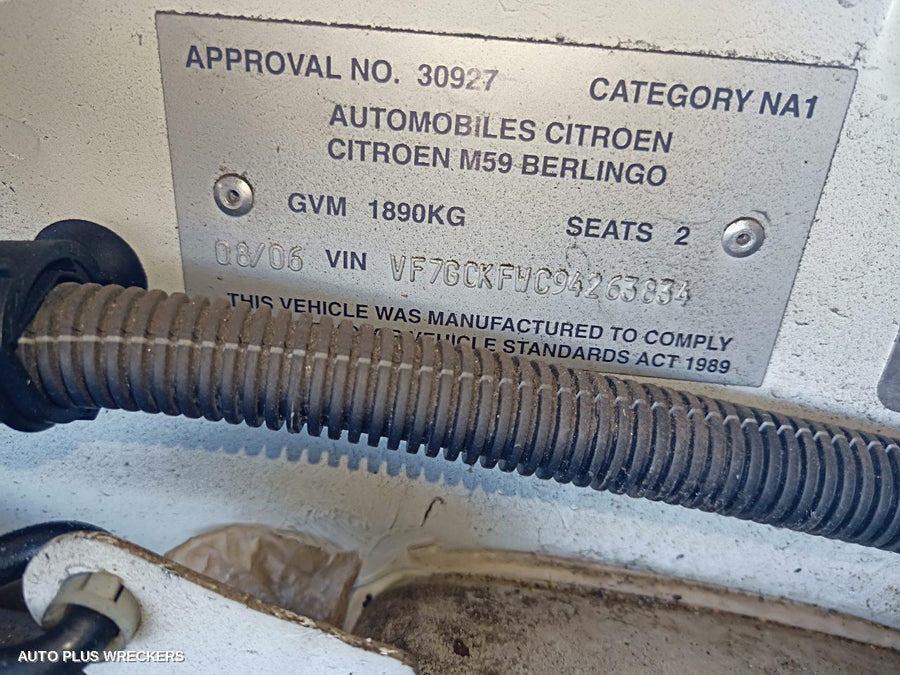 APPROVAL NO. 30927 CATEGORY NA1
AUTOMOBILES CITROEN
CITROEN M59 BERLINGO
GVM 1890KG SEATS 2
08/06 VIN VF7GCKFWC94263834
THIS VEHICLE WAS MANUFACTURED TO COMPLY
VEHICLE STANDARDS ACT 1989
AUTO PLUS WRECKERS